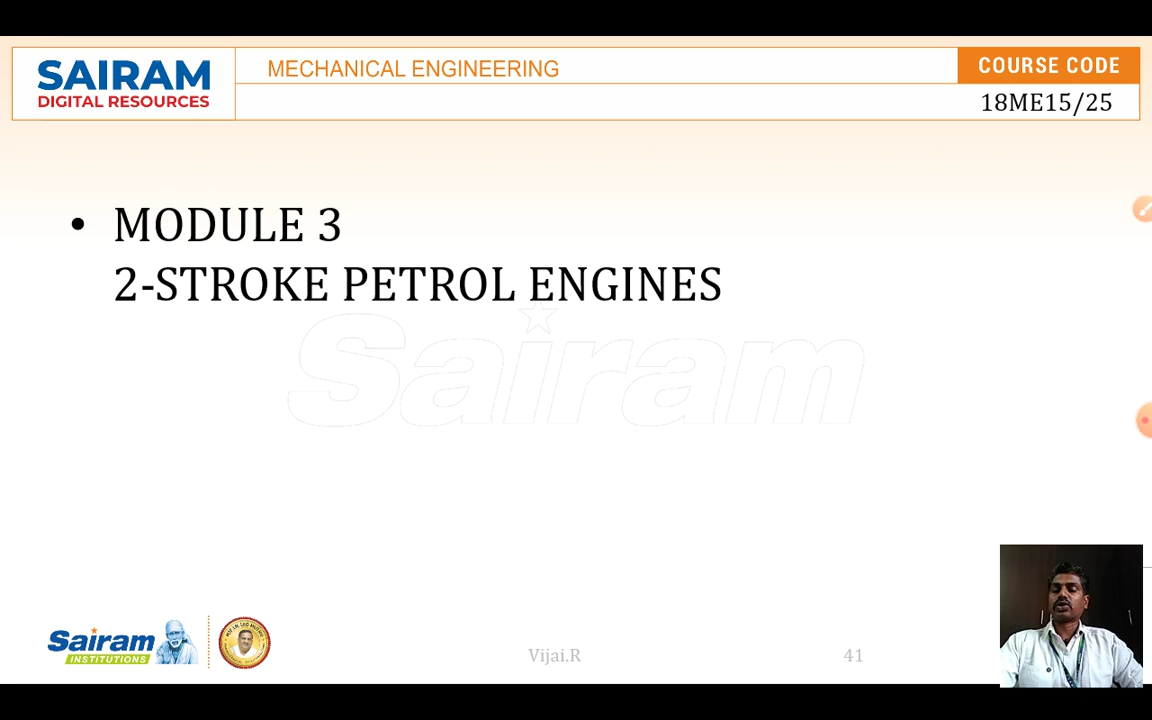 SAIRAM
DIGITAL RESOURCES
MECHANICAL ENGINEERING
COURSE CODE
18ME15/25
• MODULE 3
2-STROKE PETROL ENGINES
Sairam
Sairam
INSTITUTIONS
Vijai.R
41